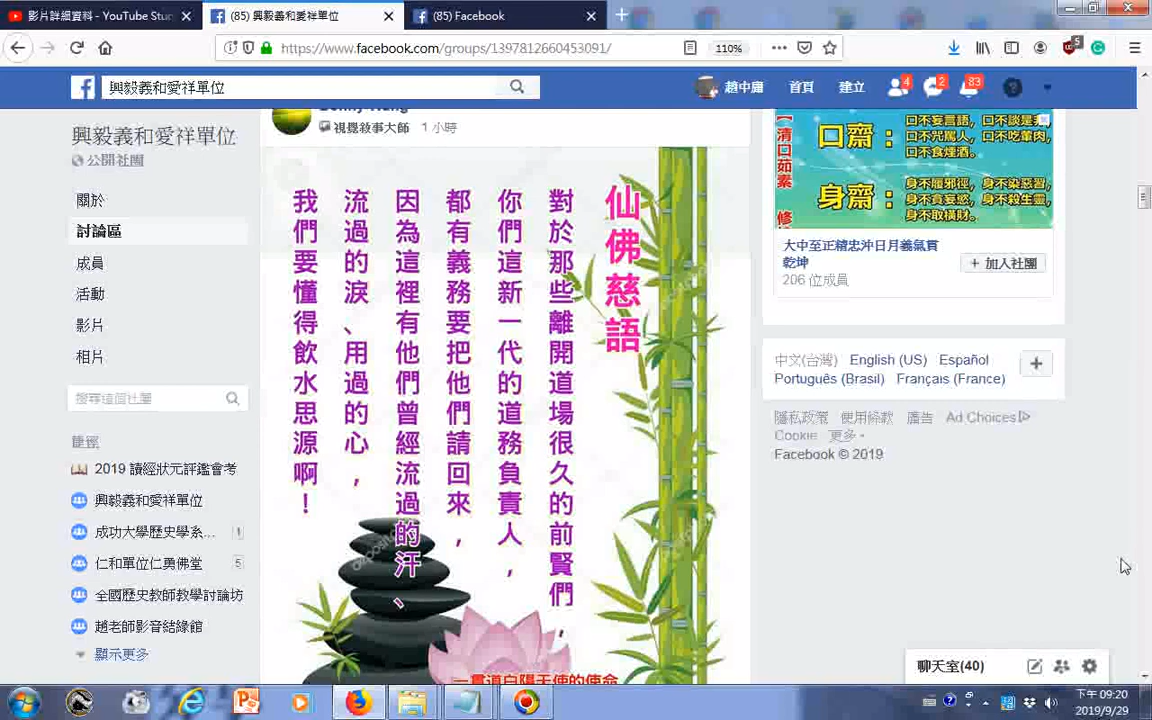 影片詳細資料 - YouTube Stu
(85) 興毅義和愛祥單位
(85) Facebook
https://www.facebook.com/groups/1397812660453091/
110%
5
興毅義和愛祥單位
趙中庸
首頁
建立
4
2
83
興毅義和愛祥單位
公開社團
關於
討論區
成員
活動
影片
相片
搜尋這個社團
捷徑
2019 讀經狀元評鑑會考
興毅義和愛祥單位
成功大學歷史學系...
1
仁和單位仁勇佛堂
5
全國歷史教師教學討論坊
趙老師影音結緣館
顯示更多
視覺敘事大師 1 小時
仙佛慈語
對於那些離開道場很久的前賢們，
你們這新一代的道務負責人，
都有義務要把他們請回來，
因為這裡有他們曾經流過的汗、
流過的淚、用過的心，
我們要懂得飲水思源啊！
一貫道白陽天使的使命
【清口茹素 修
口齋：
口不妄言語，口不談是非
口不咒罵人，口不吃葷肉，
口不食煙酒。
身齋：
身不履邪徑，身不染惡習，
身不貪妄慾，身不殺生靈，
身不取橫財。
大中至正精忠沖日月義氣貫
乾坤
206 位成員
+ 加入社團
中文(台灣) English (US) Español
Português (Brasil) Français (France)
隱私政策 使用條款 廣告 Ad Choices
Cookie 更多
Facebook © 2019
聊天室(40)
下午 09:20
2019/9/29